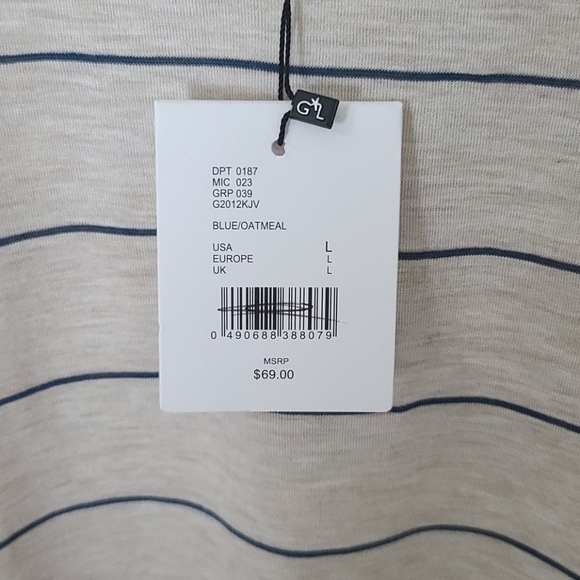 G L
DPT 0187
MIC 023
GRP 039
G2012KJV
BLUE/OATMEAL
USA L
EUROPE L
UK L
0 490688 388079
MSRP
$69.00